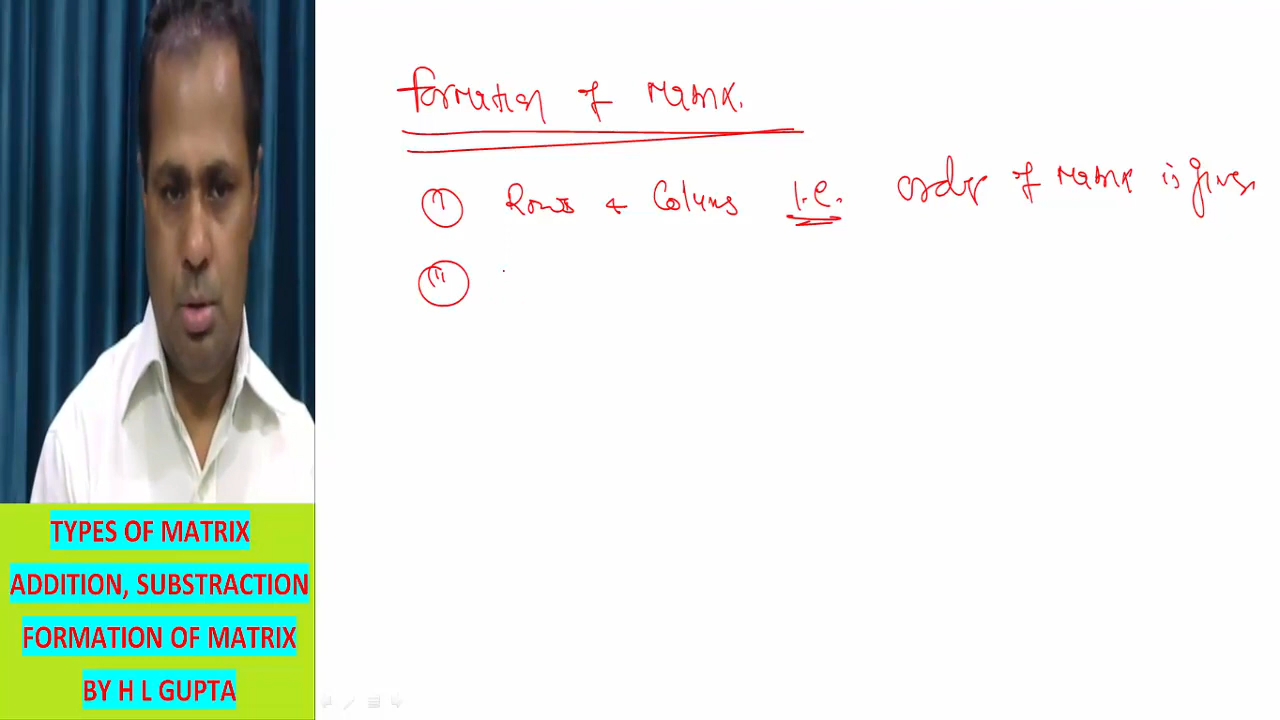 Formation of Matrix.
(I) Rows & Colums I.e. order of Matrix is given
(II)
TYPES OF MATRIX
ADDITION, SUBSTRACTION
FORMATION OF MATRIX
BY H L GUPTA